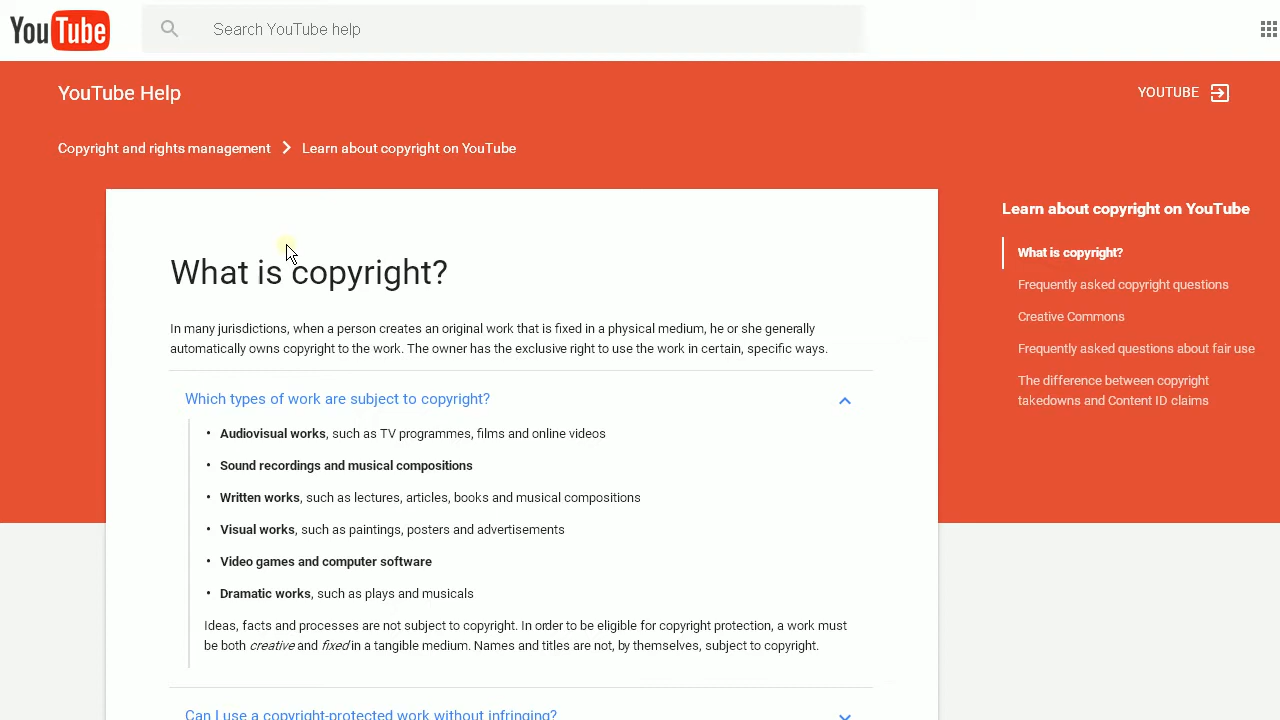 YouTube
Search YouTube help
YouTube Help
YOUTUBE
Copyright and rights management
Learn about copyright on YouTube
What is copyright?
In many jurisdictions, when a person creates an original work that is fixed in a physical medium, he or she generally
automatically owns copyright to the work. The owner has the exclusive right to use the work in certain, specific ways.
Which types of work are subject to copyright?
• Audiovisual works, such as TV programmes, films and online videos
• Sound recordings and musical compositions
• Written works, such as lectures, articles, books and musical compositions
• Visual works, such as paintings, posters and advertisements
• Video games and computer software
• Dramatic works, such as plays and musicals
Ideas, facts and processes are not subject to copyright. In order to be eligible for copyright protection, a work must
be both creative and fixed in a tangible medium. Names and titles are not, by themselves, subject to copyright.
Can I use a copyright-protected work without infringing?
Learn about copyright on YouTube
What is copyright?
Frequently asked copyright questions
Creative Commons
Frequently asked questions about fair use
The difference between copyright
takedowns and Content ID claims